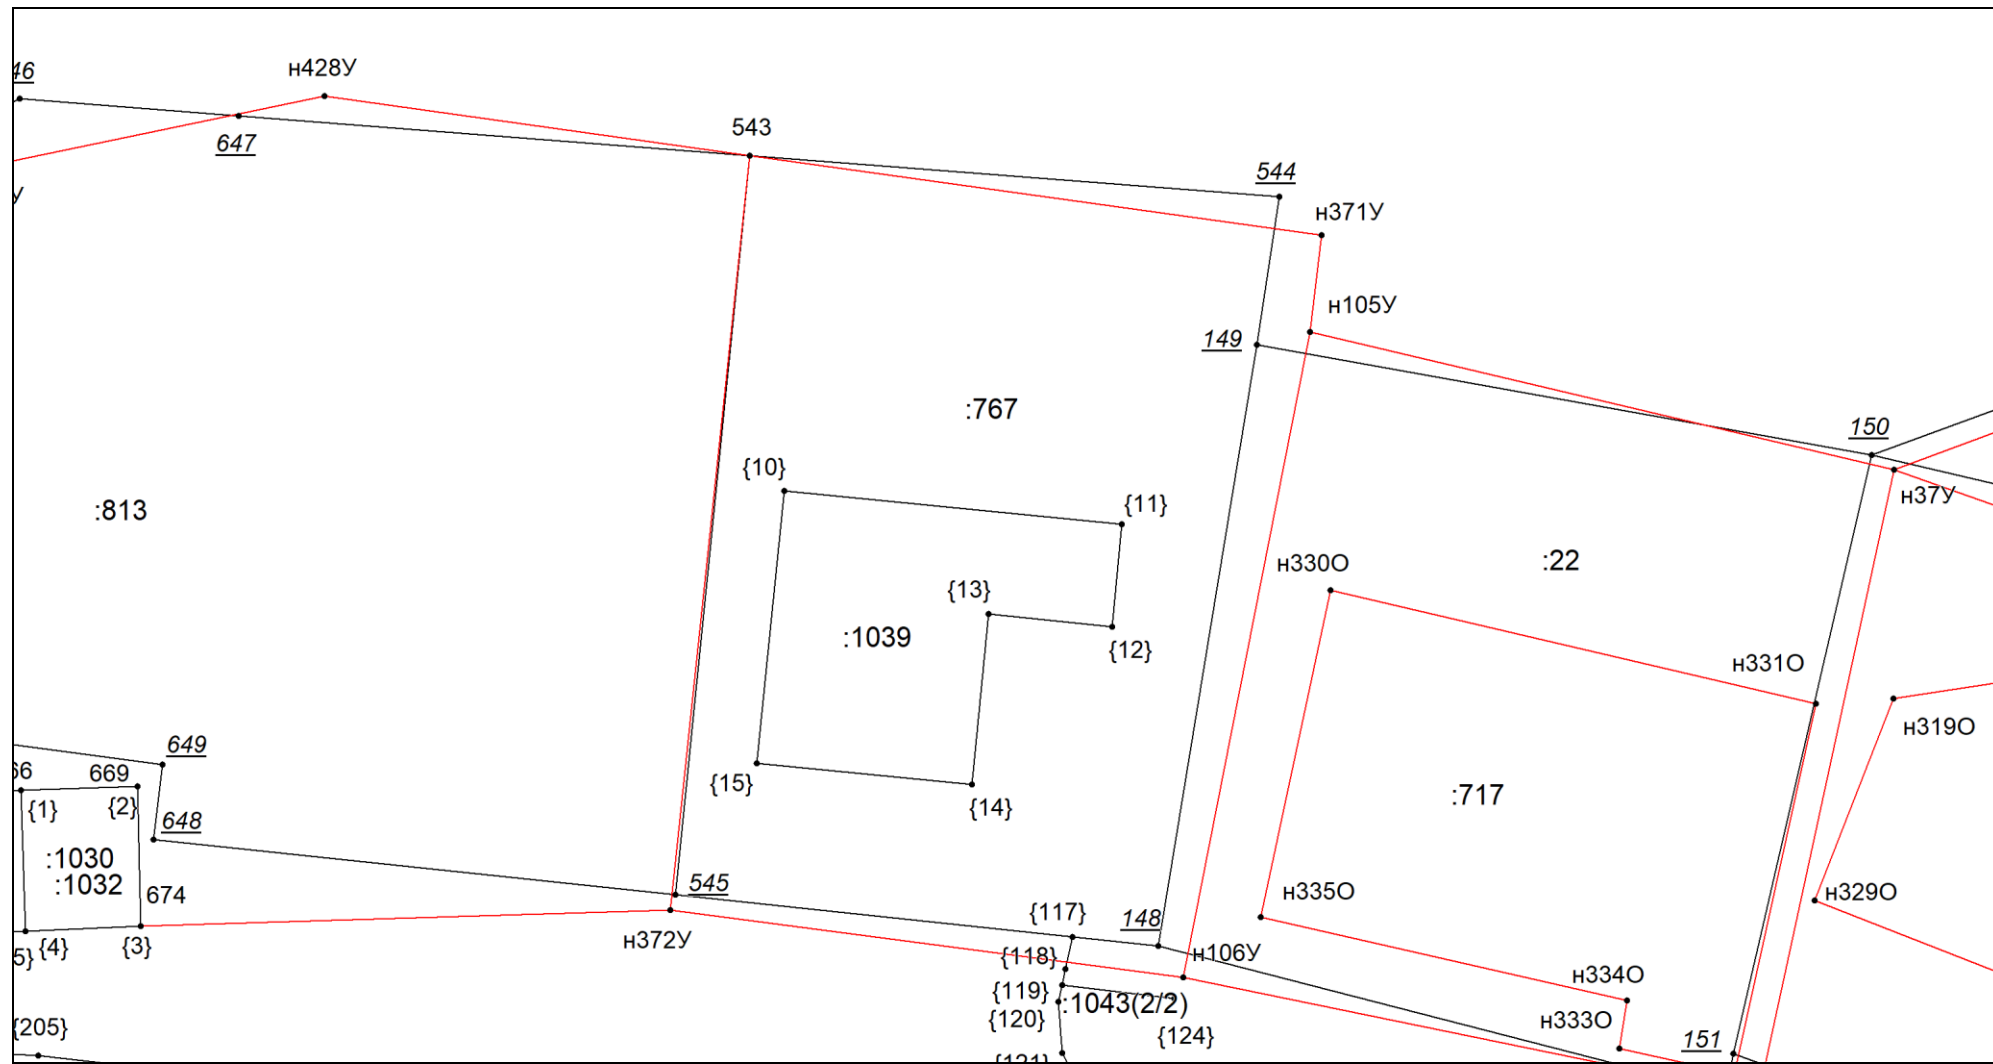 46
н428У
647
543
544
н371У
н105У
149
:767
150
{10}
{11}
н37У
:813
:22
н330О
{13}
:1039
{12}
н331О
н319О
649
669
{1}
{2}
{15}
{14}
:717
648
:1030
:1032
674
545
н335О
н329О
{117}
148
н372У
{4}
{3}
{118}
н106У
{119}
:1043(2/2)
н334О
{120}
{124}
н333О
151
{205}
{121}